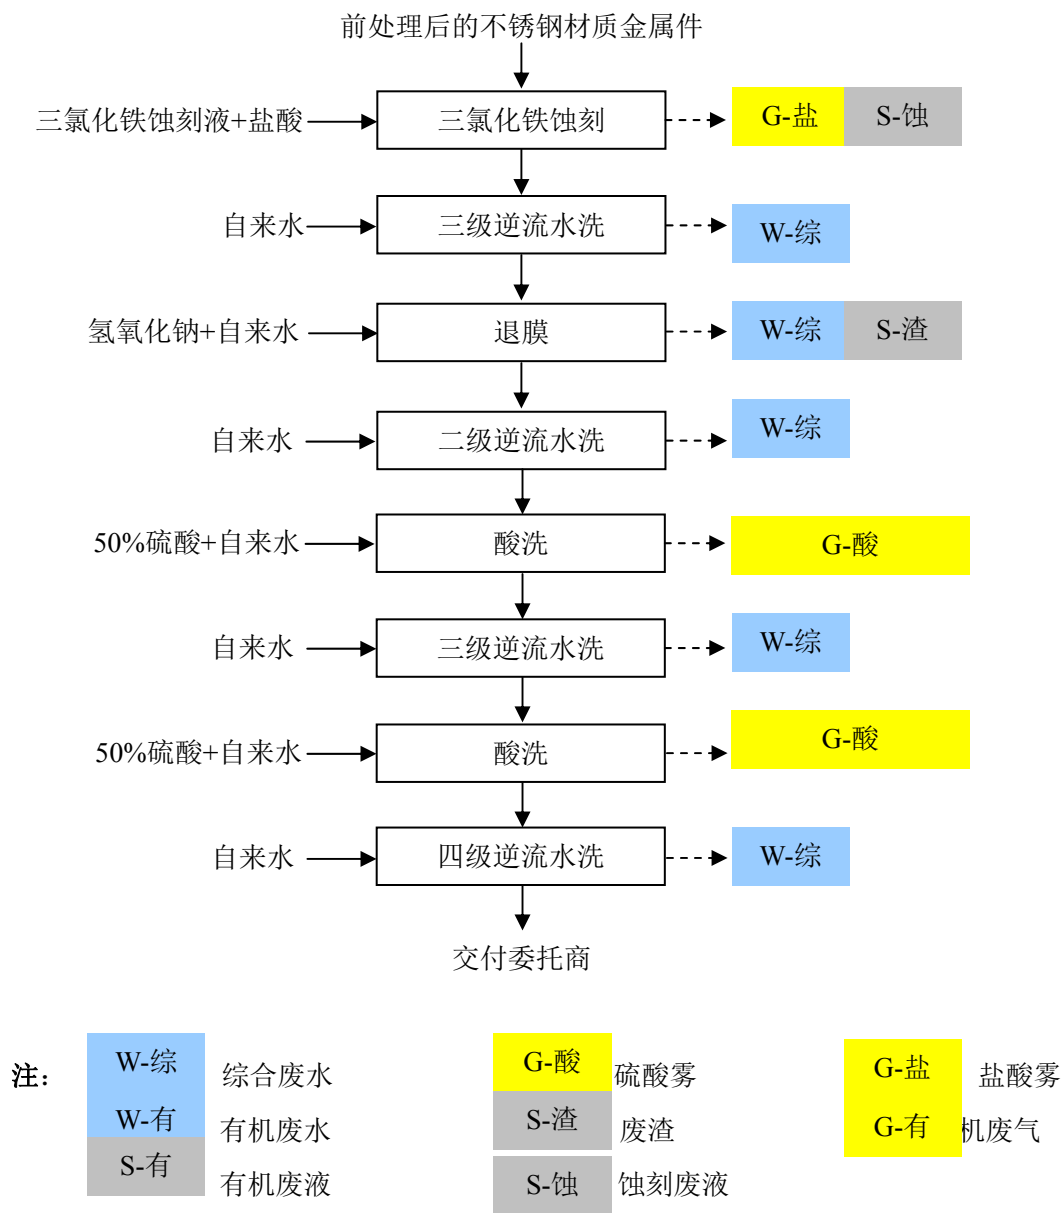 前处理后的不锈钢材质金属件
三氯化铁蚀刻液+盐酸 三氯化铁蚀刻 G-盐 S-蚀
自来水 三级逆流水洗 W-综
氢氧化钠+自来水 退膜 W-综 S-渣
自来水 二级逆流水洗 W-综
50%硫酸+自来水 酸洗 G-酸
自来水 三级逆流水洗 W-综
50%硫酸+自来水 酸洗 G-酸
自来水 四级逆流水洗 W-综
交付委托商
注： W-综 综合废水 G-酸 硫酸雾 G-盐 盐酸雾
W-有 有机废水 S-渣 废渣 G-有 机废气
S-有 有机废液 S-蚀 蚀刻废液